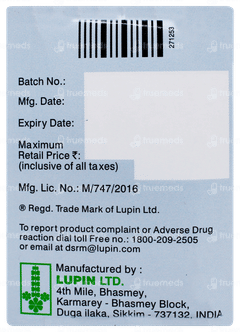 271253
Batch No.:
Mfg. Date:
Expiry Date:
Maximum
Retail Price ₹:
(inclusive of all taxes)
Mfg. Lic. No.: M/747/2016
® Regd. Trade Mark of Lupin Ltd.
To report product complaint or Adverse Drug
reaction dial toll Free no.: 1800-209-2505
or email at dsrm@lupin.com
Manufactured by :
LUPIN LTD.
4th Mile, Bhasmey,
Karmarey - Bhasmey Block,
Duga ilaka, Sikkim - 737132, INDIA